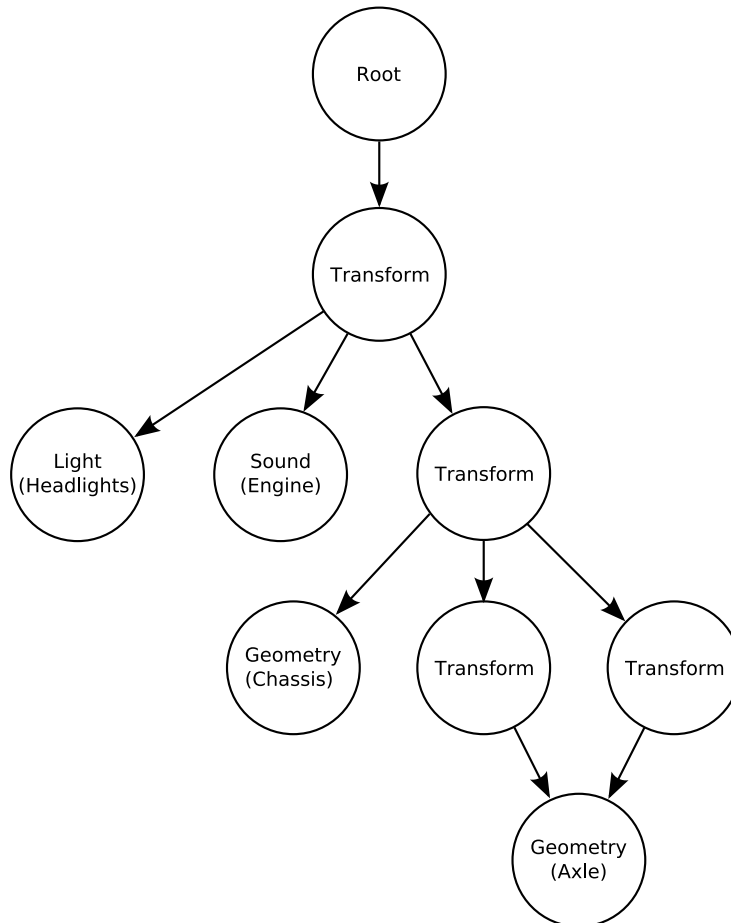 Root
Transform
Light
(Headlights)
Sound
(Engine)
Transform
Geometry
(Chassis)
Transform
Transform
Geometry
(Axle)